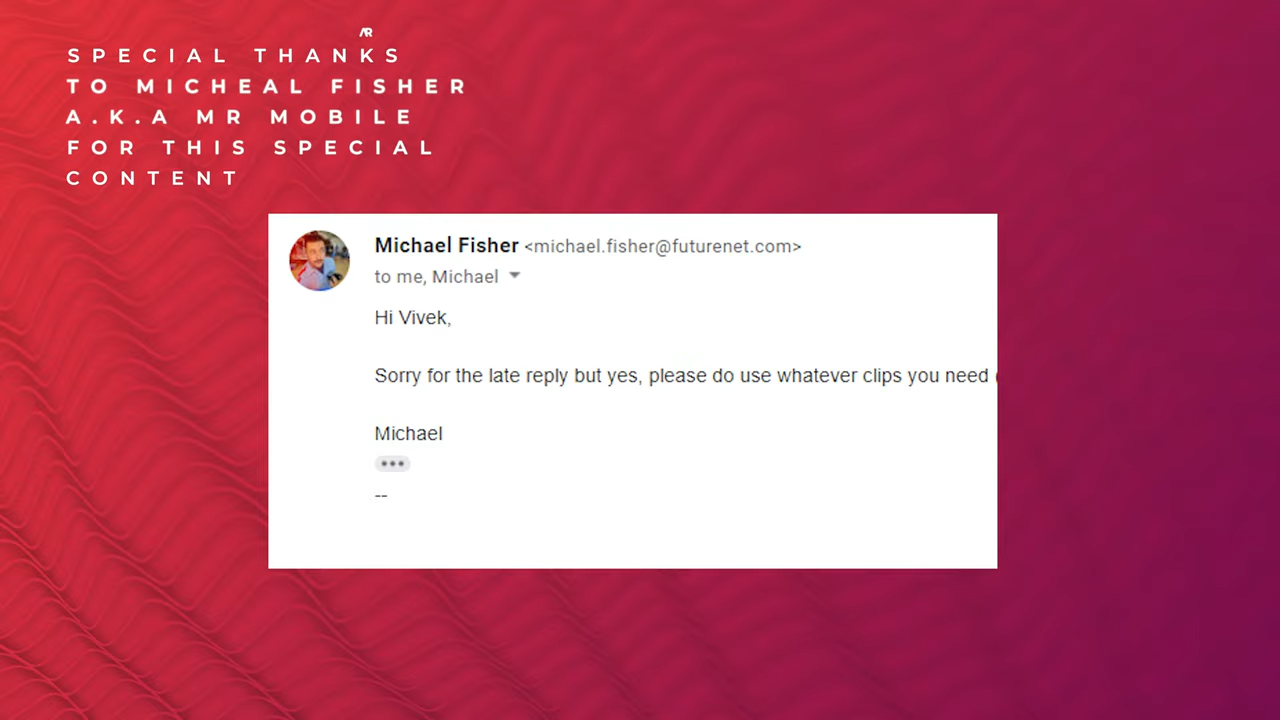 AR
SPECIAL THANKS
TO MICHEAL FISHER
A.K.A MR MOBILE
FOR THIS SPECIAL
CONTENT
Michael Fisher <michael.fisher@futurenet.com>
to me, Michael
Hi Vivek,
Sorry for the late reply but yes, please do use whatever clips you need (
Michael
--